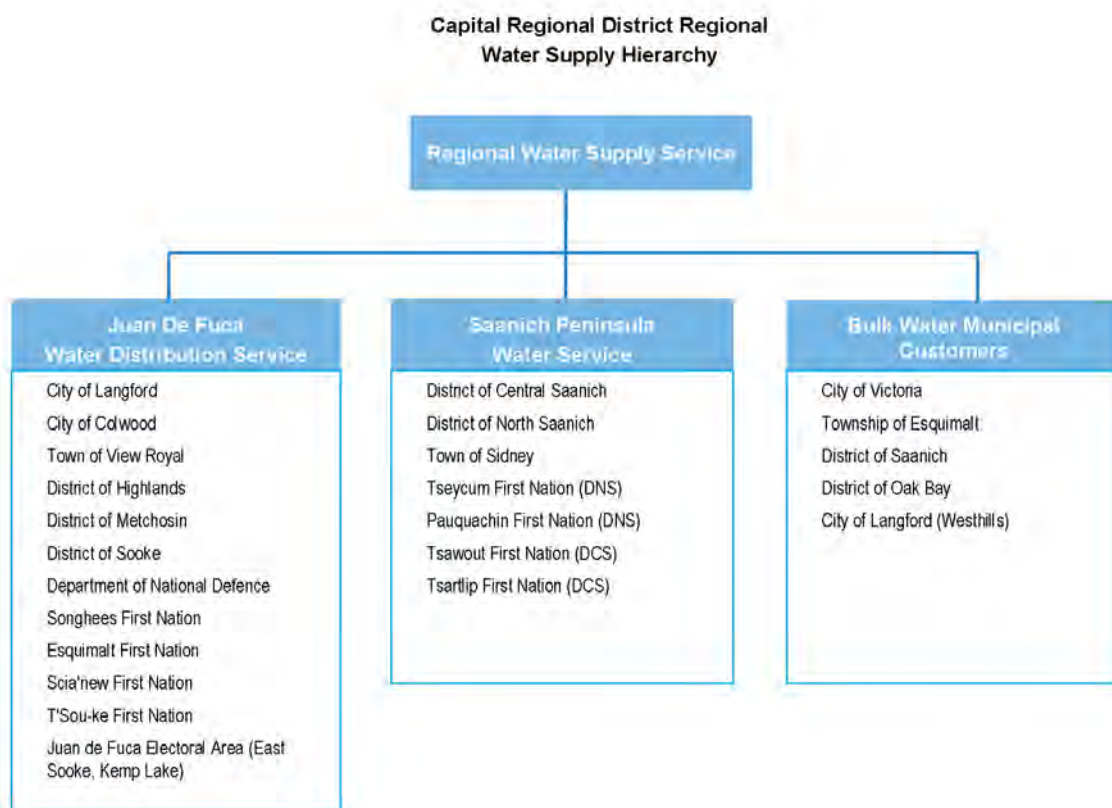 Capital Regional District Regional
Water Supply Hierarchy
Regional Water Supply Service
Juan De Fuca
Water Distribution Service
City of Langford
City of Colwood
Town of View Royal
District of Highlands
District of Metchosin
District of Sooke
Department of National Defence
Songhees First Nation
Esquimalt First Nation
Scia'new First Nation
T'Sou-ke First Nation
Juan de Fuca Electoral Area (East
Sooke, Kemp Lake)
Saanich Peninsula
Water Service
District of Central Saanich
District of North Saanich
Town of Sidney
Tseycum First Nation (DNS)
Pauquachin First Nation (DNS)
Tsawout First Nation (DCS)
Tsartlip First Nation (DCS)
Bulk Water Municipal
Customers
City of Victoria
Township of Esquimalt
District of Saanich
District of Oak Bay
City of Langford (Westhills)